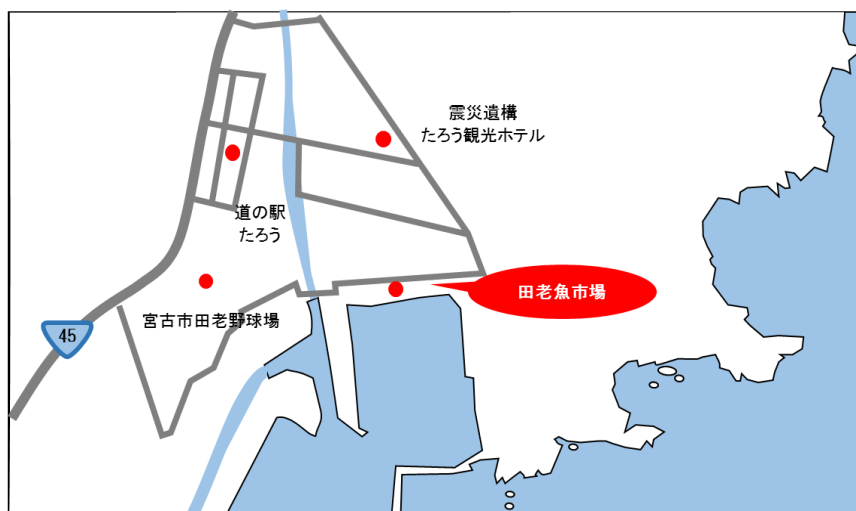 震災遺構
たろう観光ホテル
道の駅
たろう
田老魚市場
宮古市田老野球場
45